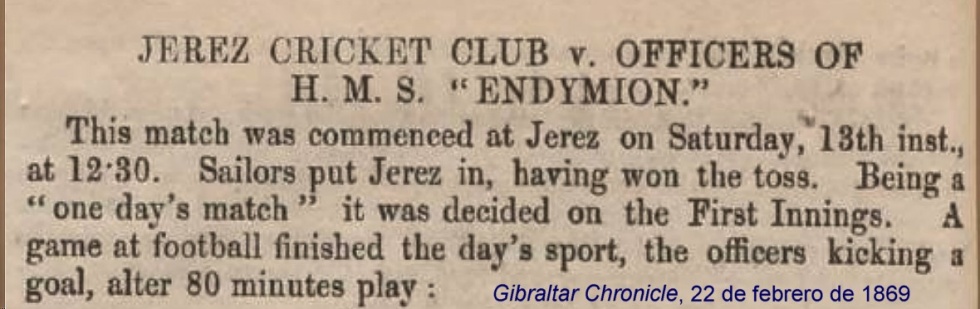 JEREZ CRICKET CLUB v. OFFICERS OF
H. M. S. "ENDYMION."
This match was commenced at Jerez on Saturday, 13th inst.,
at 12·30. Sailors put Jerez in, having won the toss. Being a
"one day's match" it was decided on the First Innings. A
game at football finished the day's sport, the officers kicking a
goal, alter 80 minutes play :
Gibraltar Chronicle, 22 de febrero de 1869